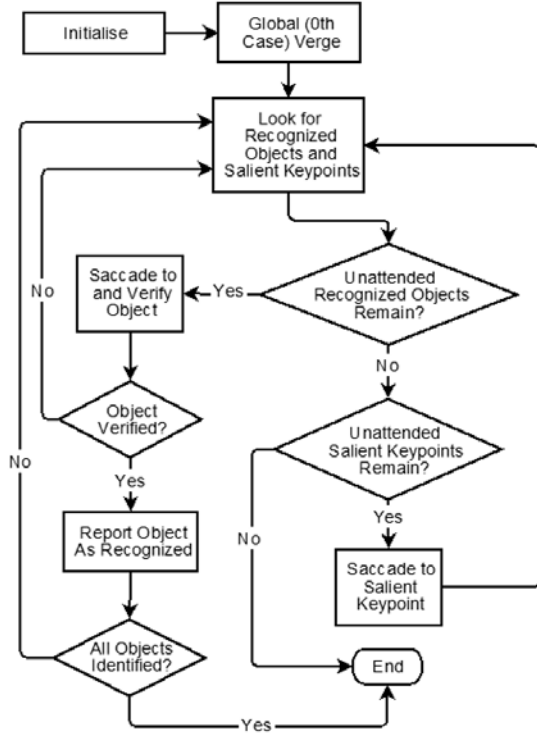 Initialise
Global (0th
Case) Verge
Look for
Recognized
Objects and
Salient Keypoints
Unattended
Recognized Objects
Remain?
Yes
Saccade to
and Verify
Object
No
No
Object
Verified?
Unattended
Salient Keypoints
Remain?
No
Yes
Yes
Report Object
As Recognized
No
Saccade to
Salient
Keypoint
All Objects
Identified?
End
Yes